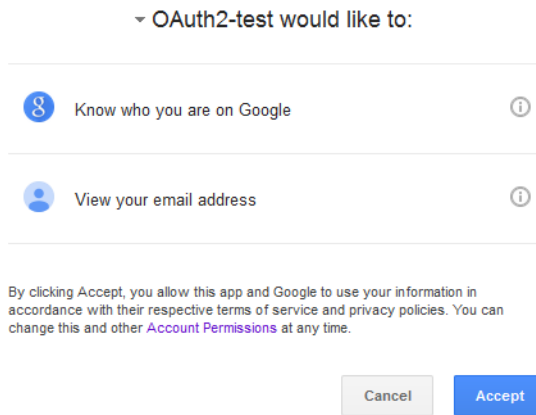 OAuth2-test would like to:
8
Know who you are on Google
View your email address
By clicking Accept, you allow this app and Google to use your information in
accordance with their respective terms of service and privacy policies. You can
change this and other Account Permissions at any time.
Cancel Accept